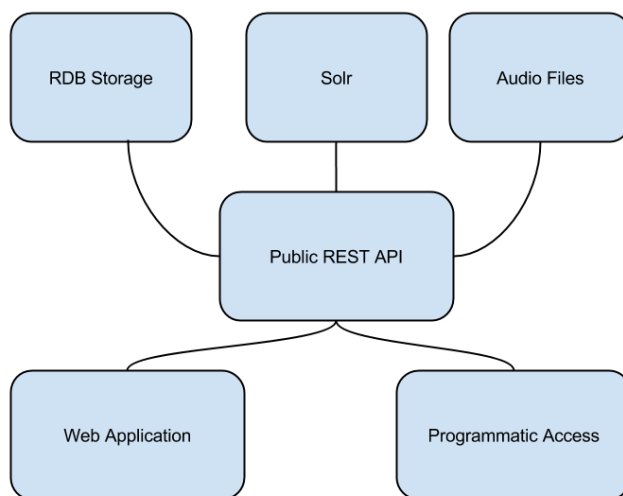 RDB Storage
Solr
Audio Files
Public REST API
Web Application
Programmatic Access